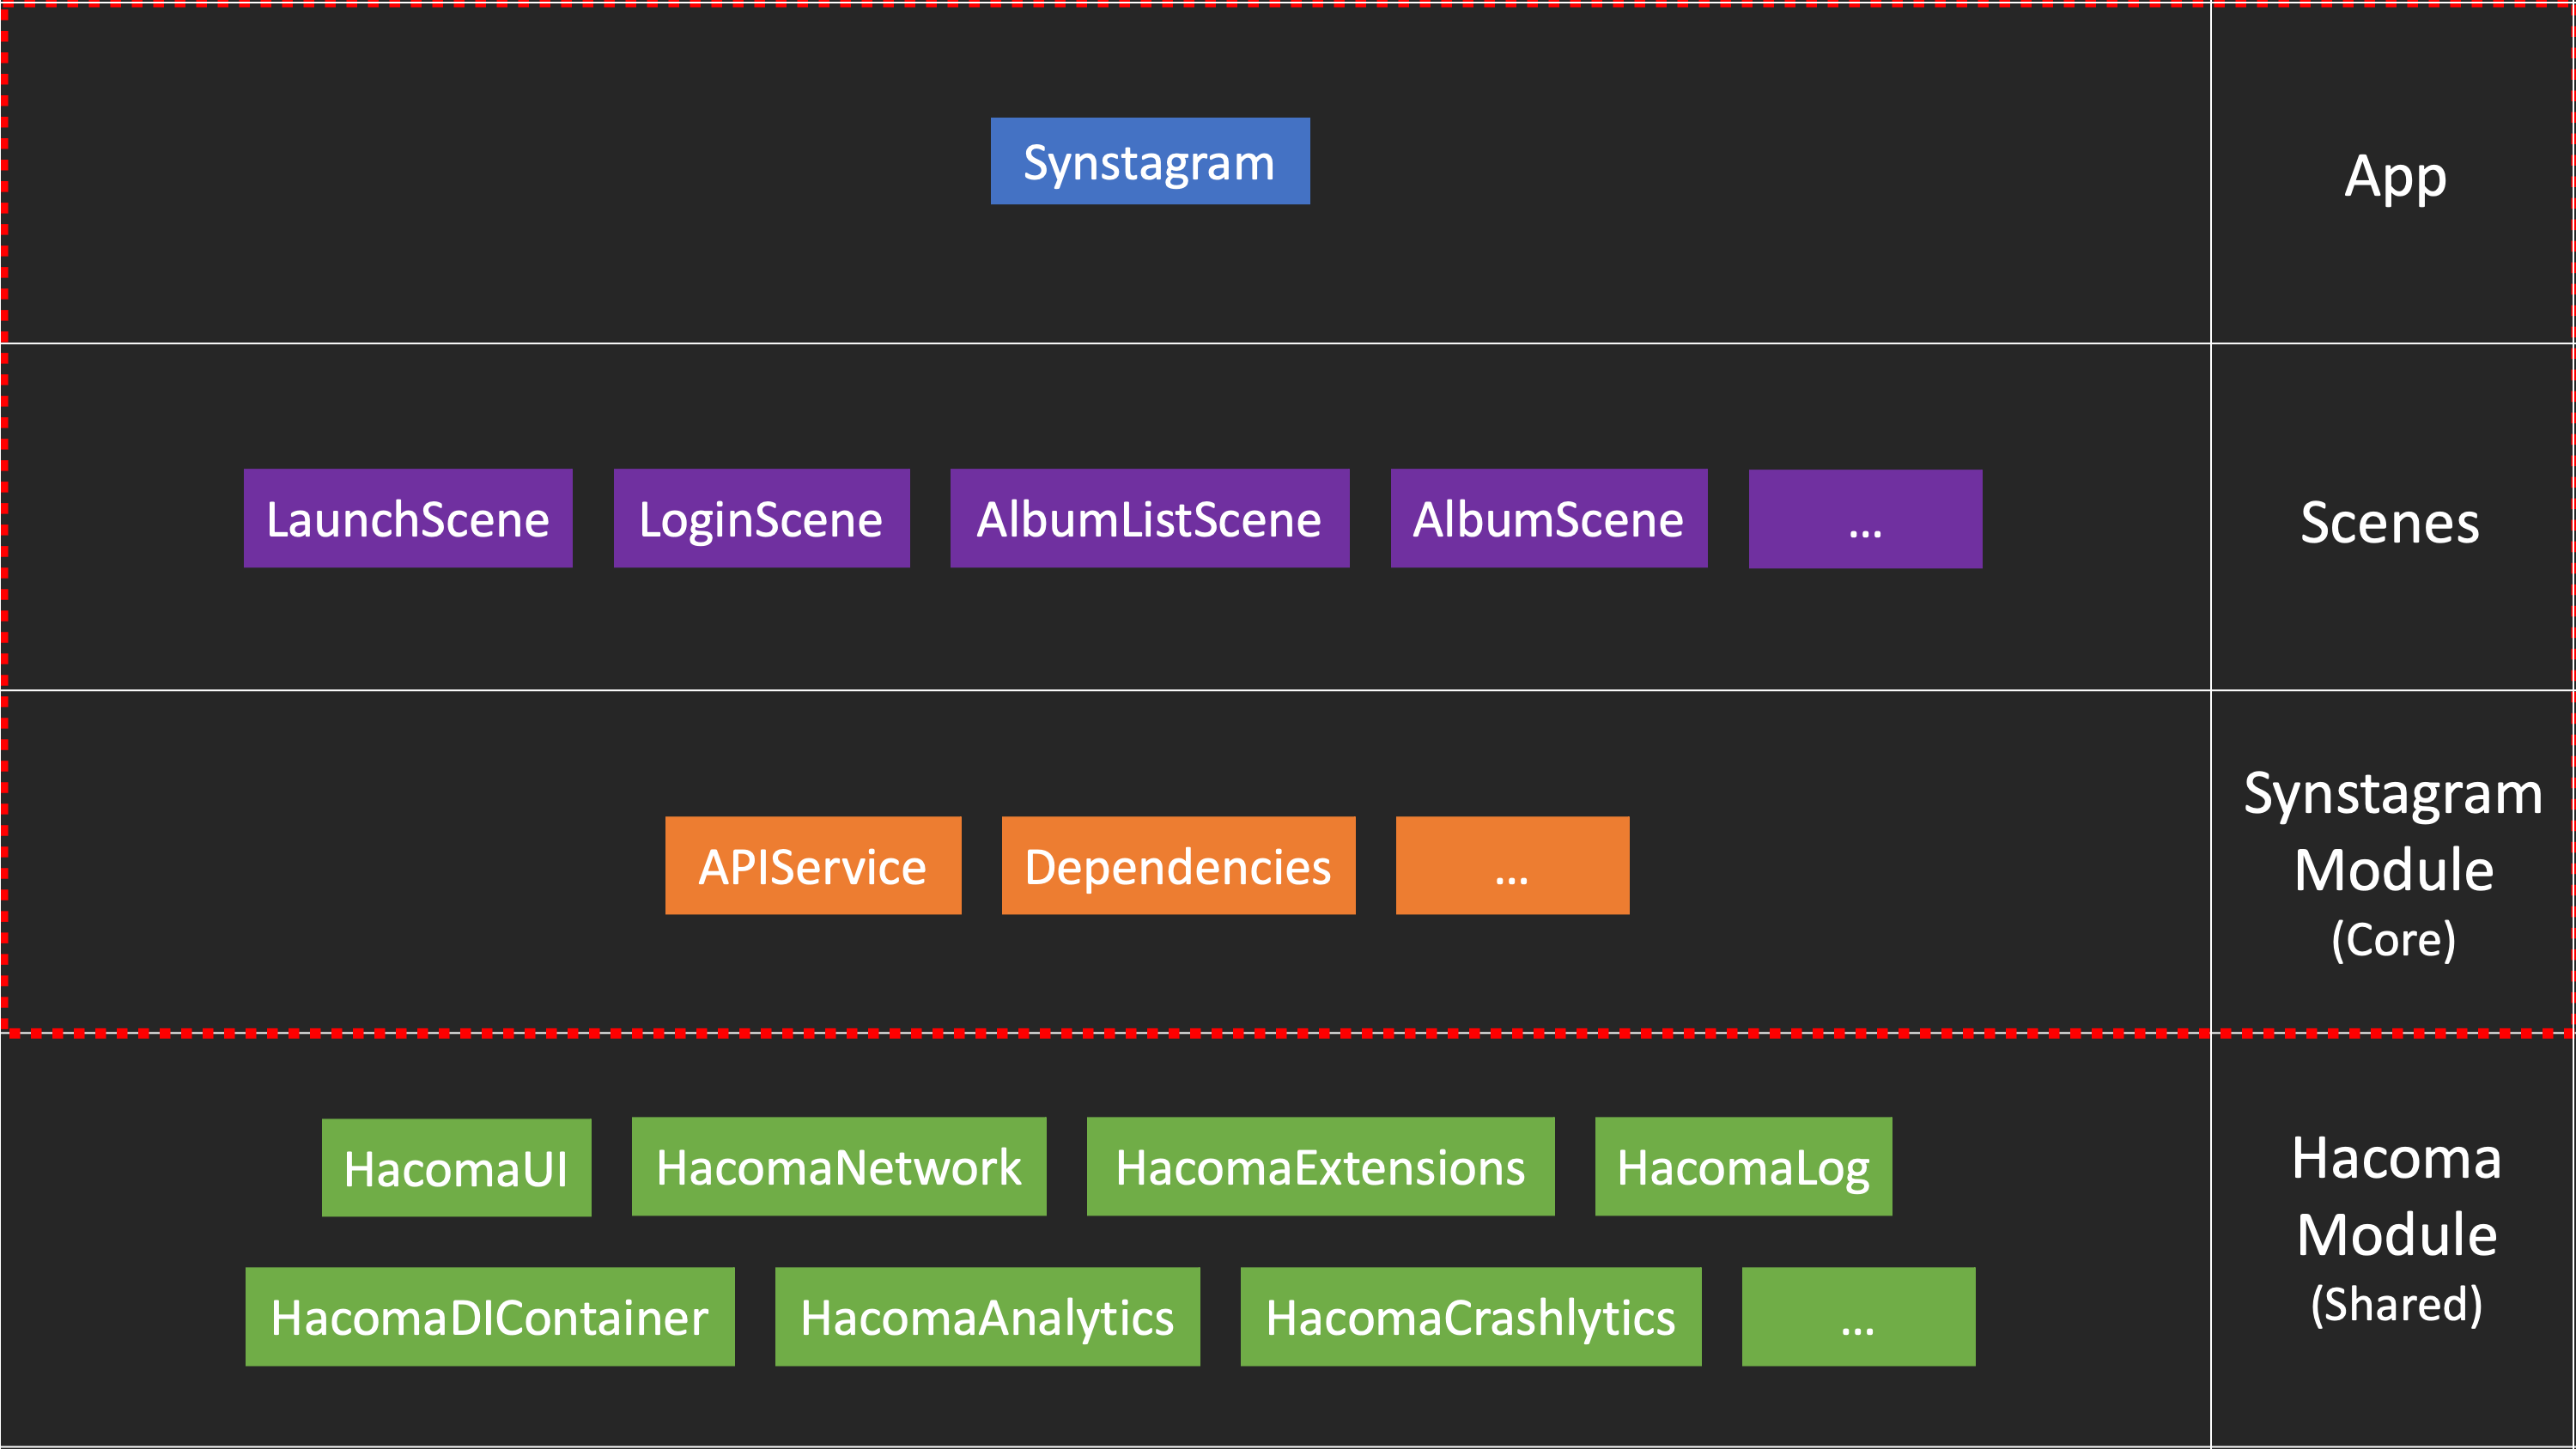 Synstagram
App
LaunchScene
LoginScene
AlbumListScene
AlbumScene
...
Scenes
APIService
Dependencies
...
Synstagram
Module
(Core)
HacomaUI
HacomaNetwork
HacomaExtensions
HacomaLog
HacomaDIContainer
HacomaAnalytics
HacomaCrashlytics
...
Hacoma
Module
(Shared)